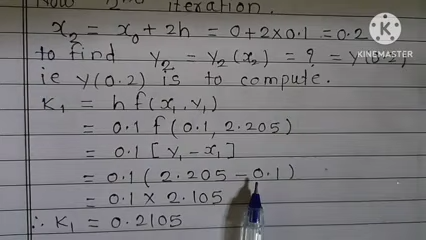 Now 2nd iteration.
x₂ = x₀ + 2h = 0 + 2×0.1 = 0.2
to find y₂ = y₂(x₂) = ? = y(0.2)
ie y(0.2) is to compute.
K₁ = h f(x₁, y₁)
= 0.1 f(0.1, 2.205)
= 0.1 [y₁ - x₁]
= 0.1 (2.205 - 0.1)
= 0.1 × 2.105
∴ K₁ = 0.2105
KINEMASTER